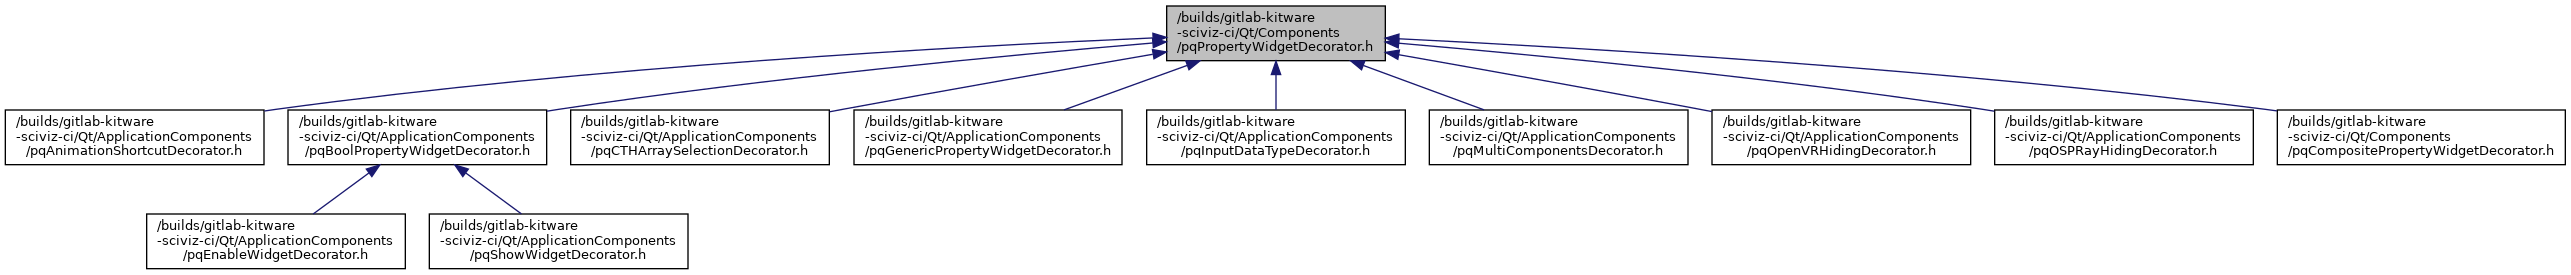 /builds/gitlab-kitware
-sciviz-ci/Qt/Components
/pqPropertyWidgetDecorator.h
/builds/gitlab-kitware
-sciviz-ci/Qt/ApplicationComponents
/pqAnimationShortcutDecorator.h
/builds/gitlab-kitware
-sciviz-ci/Qt/ApplicationComponents
/pqBoolPropertyWidgetDecorator.h
/builds/gitlab-kitware
-sciviz-ci/Qt/ApplicationComponents
/pqCTHArraySelectionDecorator.h
/builds/gitlab-kitware
-sciviz-ci/Qt/ApplicationComponents
/pqGenericPropertyWidgetDecorator.h
/builds/gitlab-kitware
-sciviz-ci/Qt/ApplicationComponents
/pqInputDataTypeDecorator.h
/builds/gitlab-kitware
-sciviz-ci/Qt/ApplicationComponents
/pqMultiComponentsDecorator.h
/builds/gitlab-kitware
-sciviz-ci/Qt/ApplicationComponents
/pqOpenVRHidingDecorator.h
/builds/gitlab-kitware
-sciviz-ci/Qt/ApplicationComponents
/pqOSPRayHidingDecorator.h
/builds/gitlab-kitware
-sciviz-ci/Qt/Components
/pqCompositePropertyWidgetDecorator.h
/builds/gitlab-kitware
-sciviz-ci/Qt/ApplicationComponents
/pqEnableWidgetDecorator.h
/builds/gitlab-kitware
-sciviz-ci/Qt/ApplicationComponents
/pqShowWidgetDecorator.h